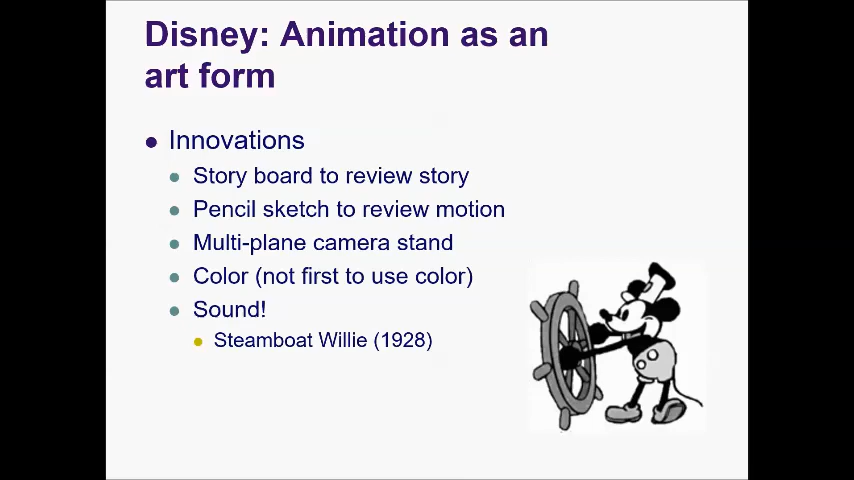 Disney: Animation as an
art form
Innovations
Story board to review story
Pencil sketch to review motion
Multi-plane camera stand
Color (not first to use color)
Sound!
Steamboat Willie (1928)